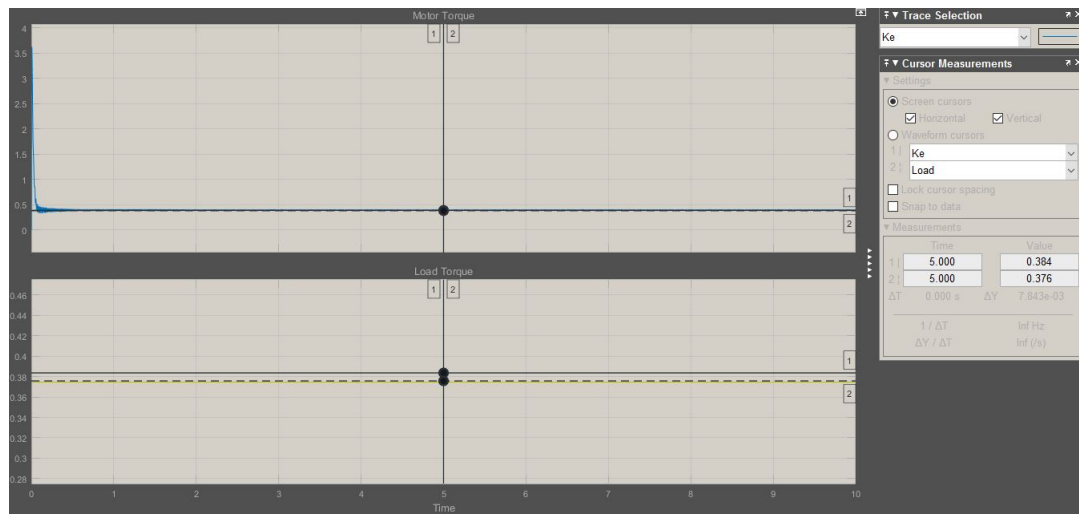 Motor Torque
4
3.5
3
2.5
2
1.5
1
0.5
0
1 2
1
2
Load Torque
0.46
0.44
0.42
0.4
0.38
0.36
0.34
0.32
0.3
0.28
1 2
1
2
0 1 2 3 4 5 6 7 8 9 10
Time
Trace Selection
Ke
Cursor Measurements
Settings
Screen cursors
Horizontal Vertical
Waveform cursors
1 Ke
2 Load
Lock cursor spacing
Snap to data
Measurements
Time Value
1 5.000 0.384
2 5.000 0.376
ΔT 0.000 s ΔY 7.843e-03
1 / ΔT Inf Hz
ΔY / ΔT Inf (/s)